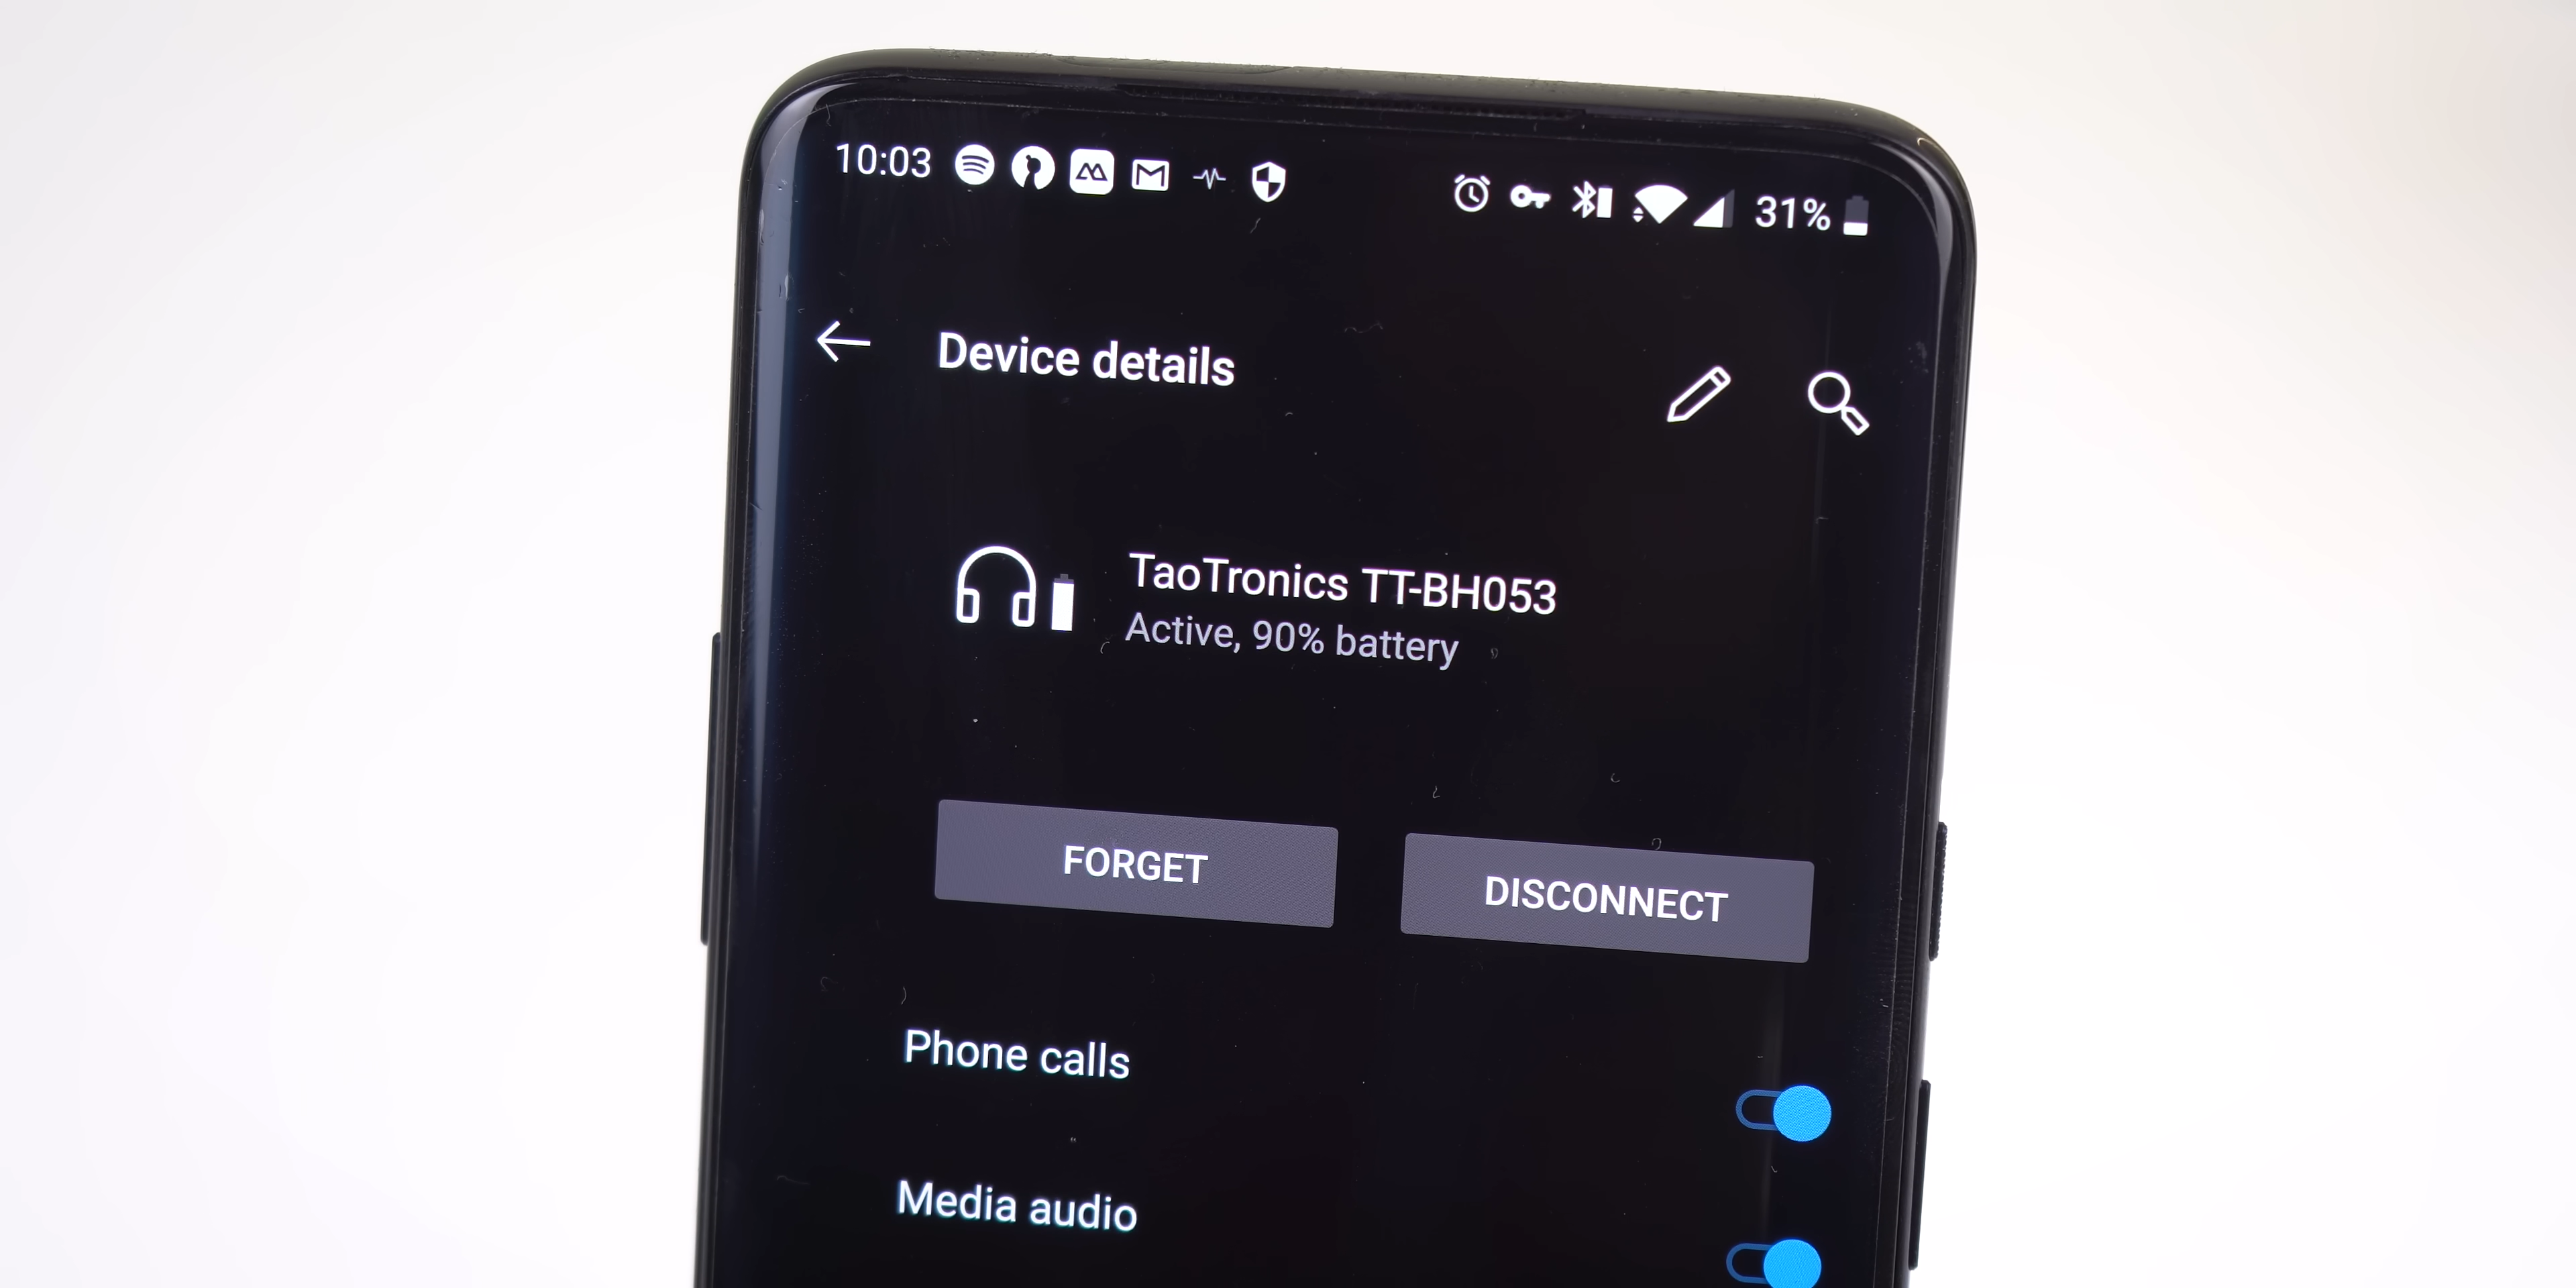 10:03 31%
Device details
TaoTronics TT-BH053
Active, 90% battery
FORGET DISCONNECT
Phone calls
Media audio